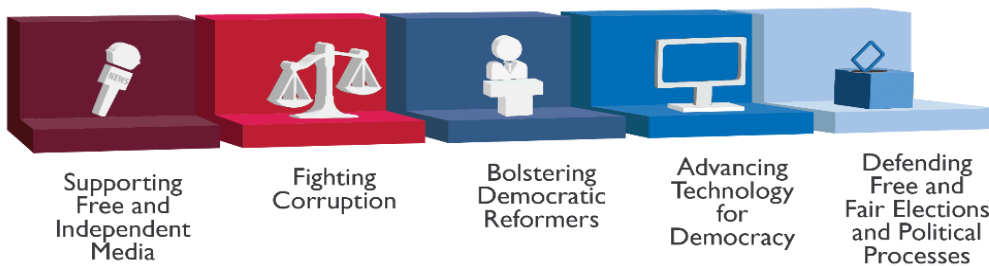 NEWS
Supporting
Free and
Independent
Media
Fighting
Corruption
Bolstering
Democratic
Reformers
Advancing
Technology
for
Democracy
Defending
Free and
Fair Elections
and Political
Processes